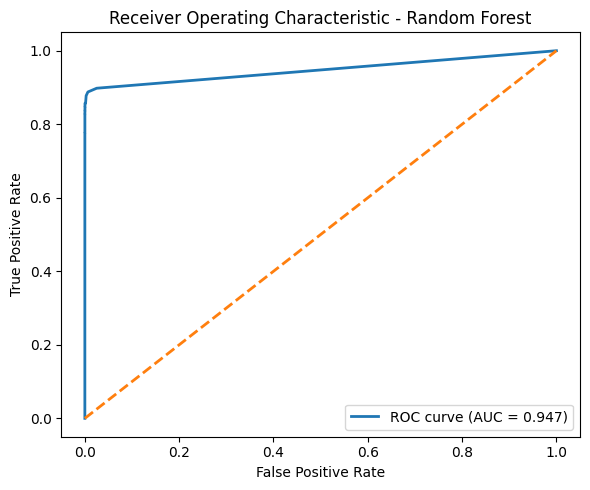 Receiver Operating Characteristic - Random Forest
1.0
0.8
0.6
0.4
0.2
0.0
True Positive Rate
ROC curve (AUC = 0.947)
0.0 0.2 0.4 0.6 0.8 1.0
False Positive Rate